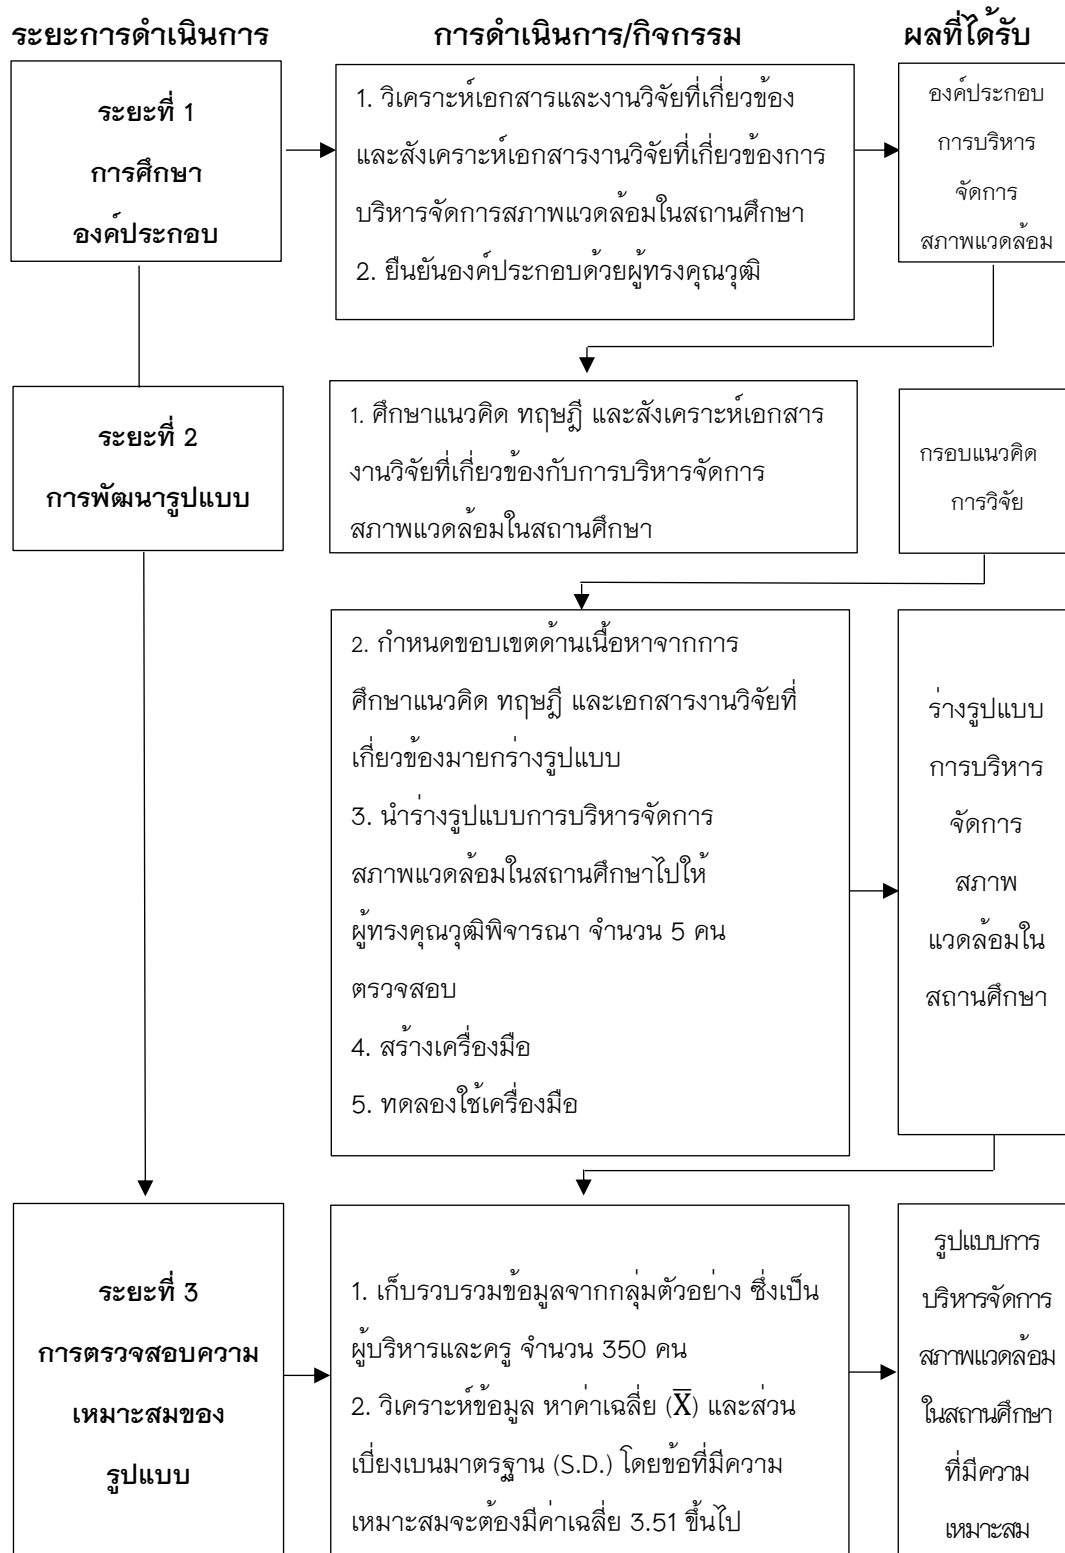 ระยะการดำเนินการ
การดำเนินการ/กิจกรรม
ผลที่ได้รับ
ระยะที่ 1
การศึกษา
องค์ประกอบ
1. วิเคราะห์เอกสารและงานวิจัยที่เกี่ยวข้อง
และสังเคราะห์เอกสารงานวิจัยที่เกี่ยวข้องการ
บริหารจัดการสภาพแวดล้อมในสถานศึกษา
2. ยืนยันองค์ประกอบด้วยผู้ทรงคุณวุฒิ
องค์ประกอบ
การบริหาร
จัดการ
สภาพแวดล้อม
ระยะที่ 2
การพัฒนารูปแบบ
1. ศึกษาแนวคิด ทฤษฎี และสังเคราะห์เอกสาร
งานวิจัยที่เกี่ยวข้องกับการบริหารจัดการ
สภาพแวดล้อมในสถานศึกษา
กรอบแนวคิด
การวิจัย
2. กำหนดขอบเขตด้านเนื้อหาจากการ
ศึกษาแนวคิด ทฤษฎี และเอกสารงานวิจัยที่
เกี่ยวข้องมายกร่างรูปแบบ
3. นำร่างรูปแบบการบริหารจัดการ
สภาพแวดล้อมในสถานศึกษาไปให้
ผู้ทรงคุณวุฒิพิจารณา จำนวน 5 คน
ตรวจสอบ
4. สร้างเครื่องมือ
5. ทดลองใช้เครื่องมือ
ร่างรูปแบบ
การบริหาร
จัดการ
สภาพ
แวดล้อมใน
สถานศึกษา
ระยะที่ 3
การตรวจสอบความ
เหมาะสมของ
รูปแบบ
1. เก็บรวบรวมข้อมูลจากกลุ่มตัวอย่าง ซึ่งเป็น
ผู้บริหารและครู จำนวน 350 คน
2. วิเคราะห์ข้อมูล หาค่าเฉลี่ย (X̅) และส่วน
เบี่ยงเบนมาตรฐาน (S.D.) โดยข้อที่มีความ
เหมาะสมจะต้องมีค่าเฉลี่ย 3.51 ขึ้นไป
รูปแบบการ
บริหารจัดการ
สภาพแวดล้อม
ในสถานศึกษา
ที่มีความ
เหมาะสม